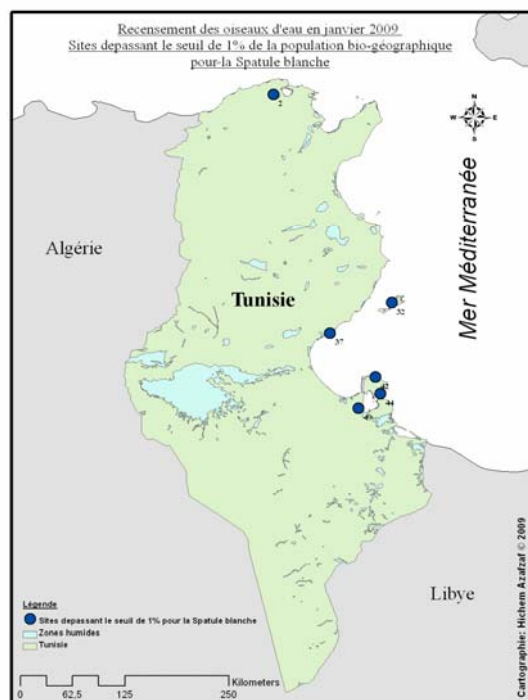 Recensement des oiseaux d'eau en janvier 2009
Sites depassant le seuil de 1% de la population bio-géographique
pour-la Spatule blanche
2
N
W E
S
Mer Méditerranée
Algérie
Tunisie
32
37
42
44
Libye
Légende
Sites depassant le seuil de 1% pour la Spatule blanche
Zones humides
Tunisie
Kilometers
0 62,5 125 250
Cartographie: Hichem Azafzaf © 2009